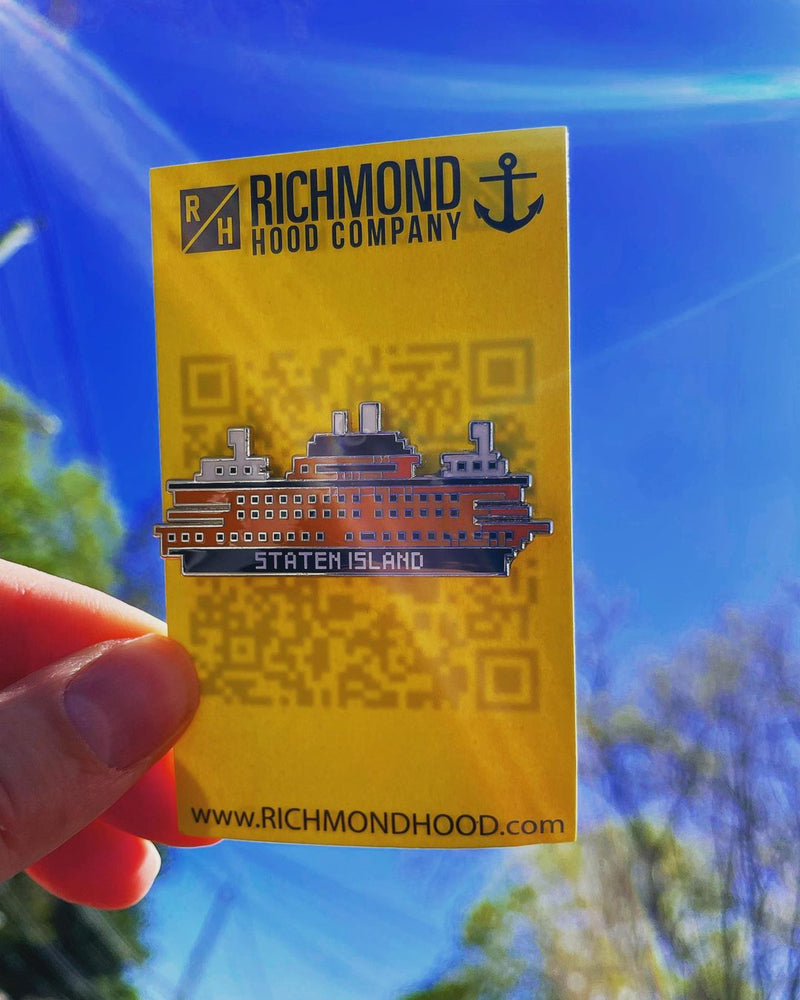 R/H
RICHMOND
HOOD COMPANY
STATEN ISLAND
www.RICHMONDHOOD.com